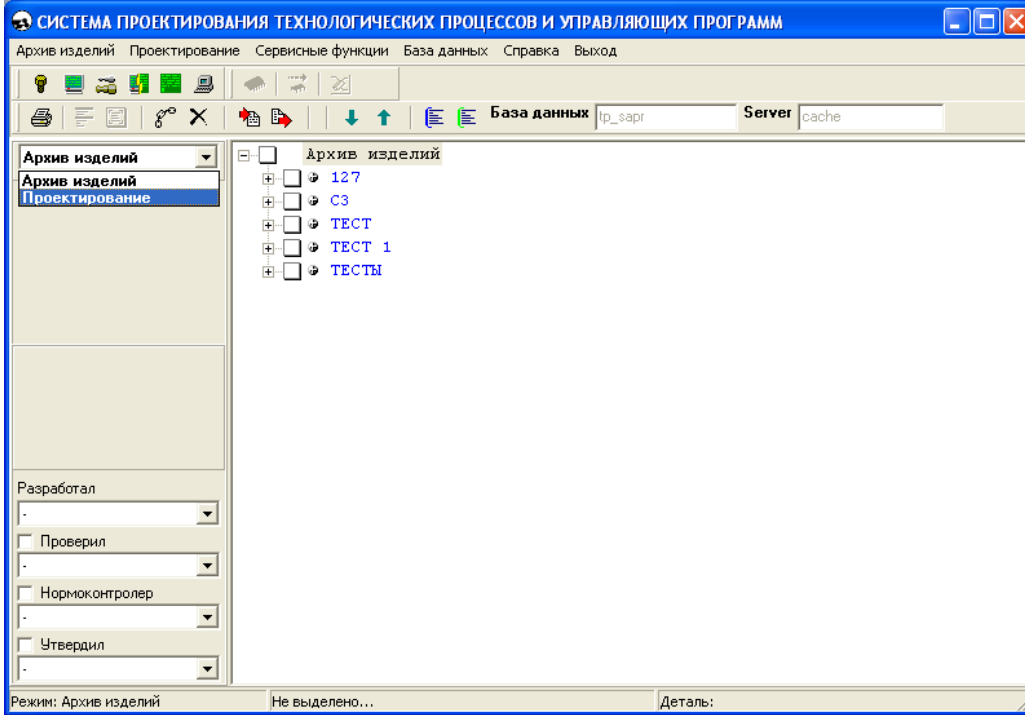 СИСТЕМА ПРОЕКТИРОВАНИЯ ТЕХНОЛОГИЧЕСКИХ ПРОЦЕССОВ И УПРАВЛЯЮЩИХ ПРОГРАММ
Архив изделий Проектирование Сервисные функции База данных Справка Выход
База данных tp_sapr Server cache
Архив изделий
Архив изделий
Проектирование
Архив изделий
127
СЗ
ТЕСТ
ТЕСТ 1
ТЕСТЫ
Разработал
-
Проверил
-
Нормоконтролер
-
Утвердил
-
Режим: Архив изделий Не выделено... Деталь: